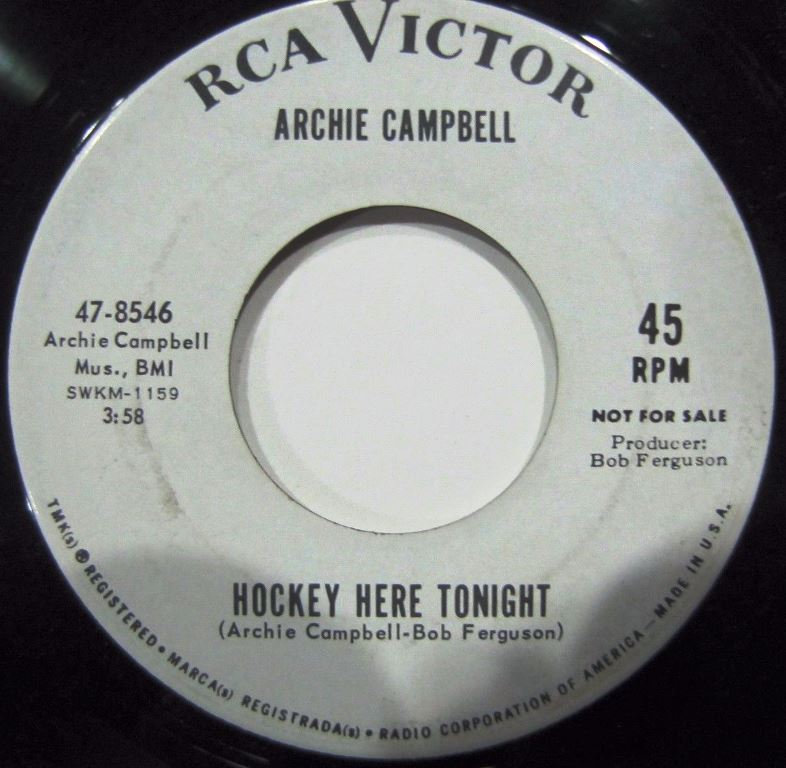 RCA VICTOR
ARCHIE CAMPBELL
47-8546
Archie Campbell
Mus., BMI
SWKM-1159
3:58
45
RPM
NOT FOR SALE
Producer:
Bob Ferguson
HOCKEY HERE TONIGHT
(Archie Campbell-Bob Ferguson)
TMK(s) ® REGISTERED • MARCA(s) REGISTRADA(s) • RADIO CORPORATION OF AMERICA—MADE IN U.S.A.